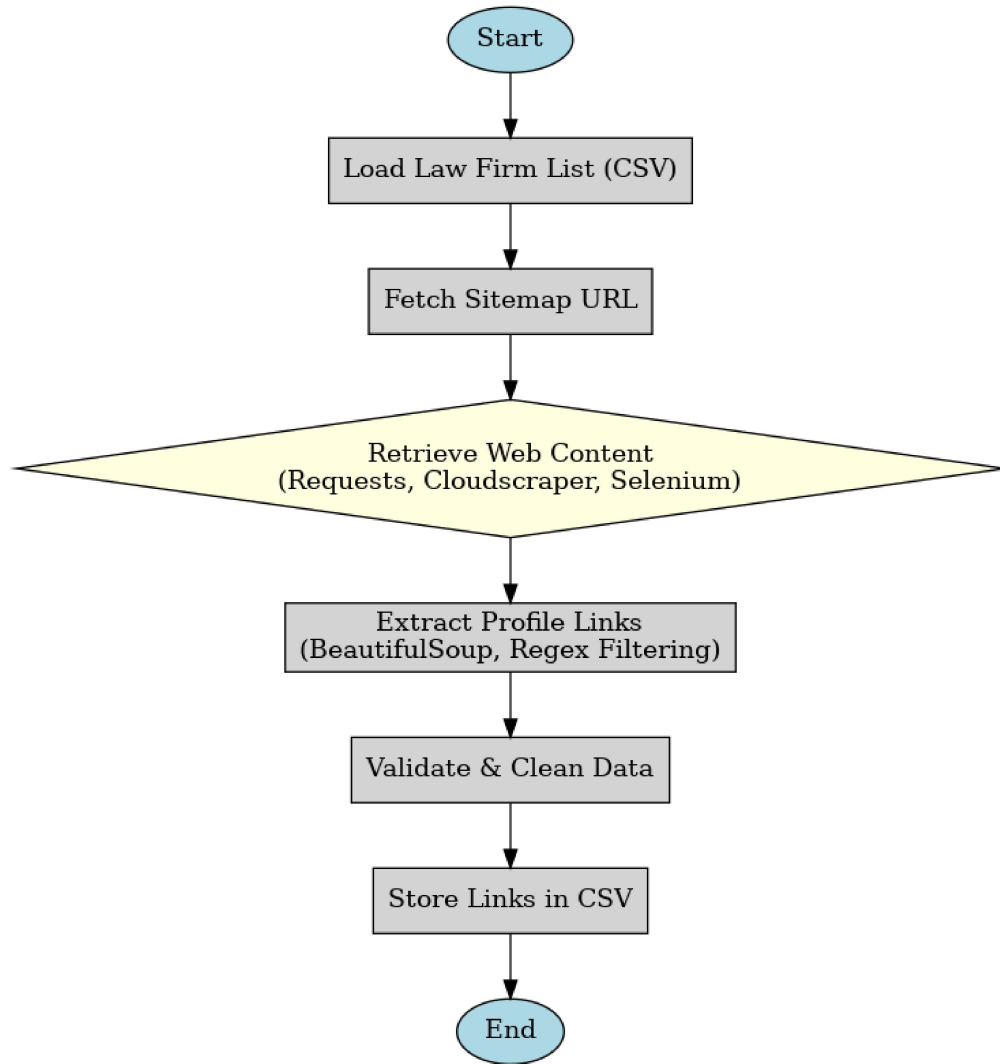 Start
Load Law Firm List (CSV)
Fetch Sitemap URL
Retrieve Web Content
(Requests, Cloudscraper, Selenium)
Extract Profile Links
(BeautifulSoup, Regex Filtering)
Validate & Clean Data
Store Links in CSV
End